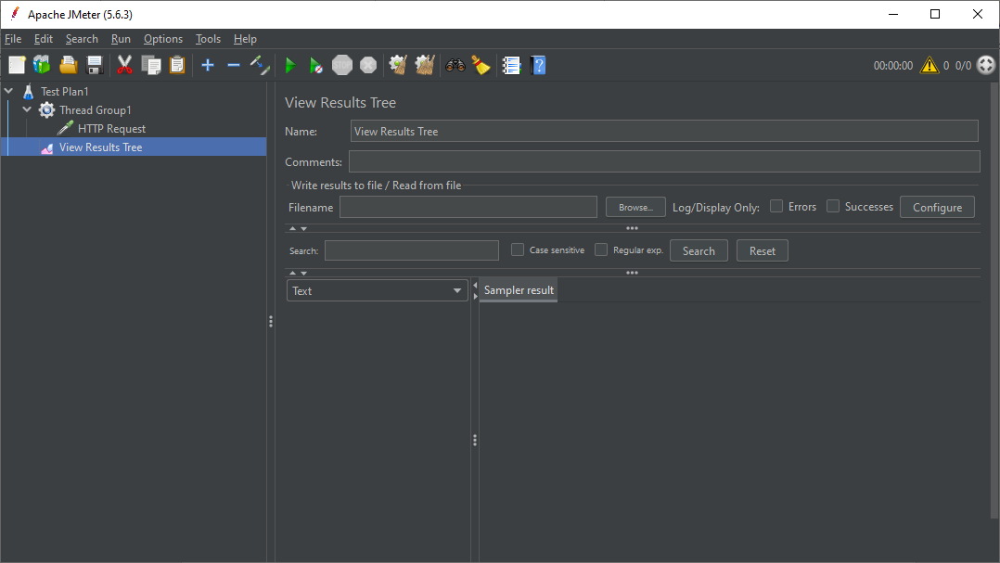 Apache JMeter (5.6.3)
File Edit Search Run Options Tools Help
00:00:00 0 0/0
Test Plan1
Thread Group1
HTTP Request
View Results Tree
View Results Tree
Name: View Results Tree
Comments:
Write results to file / Read from file
Filename Browse... Log/Display Only: Errors Successes Configure
Search: Case sensitive Regular exp. Search Reset
Text Sampler result